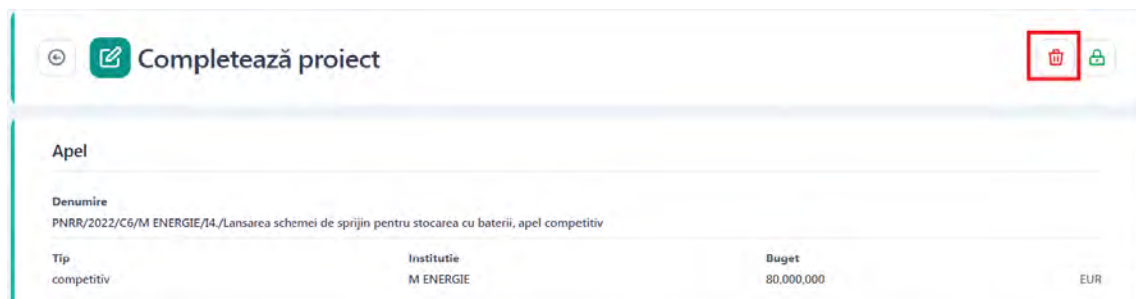 Completează proiect
Apel
Denumire
PNRR/2022/C6/M ENERGIE/I4./Lansarea schemei de sprijin pentru stocarea cu baterii, apel competitiv
Tip Institutie Buget
competitiv M ENERGIE 80,000,000 EUR